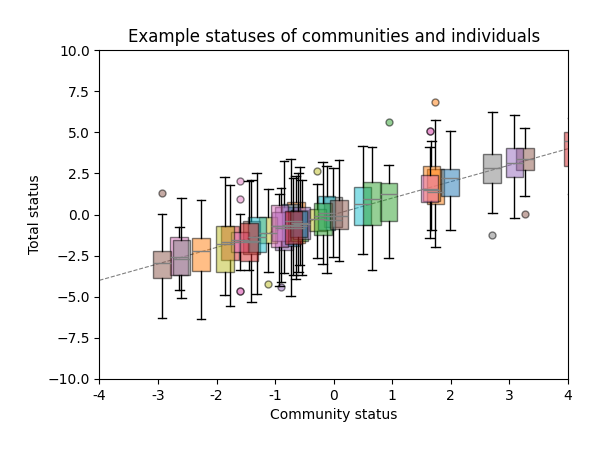 Example statuses of communities and individuals
10.0
7.5
5.0
2.5
0.0
−2.5
−5.0
−7.5
−10.0
Total status
-4 -3 -2 -1 0 1 2 3 4
Community status